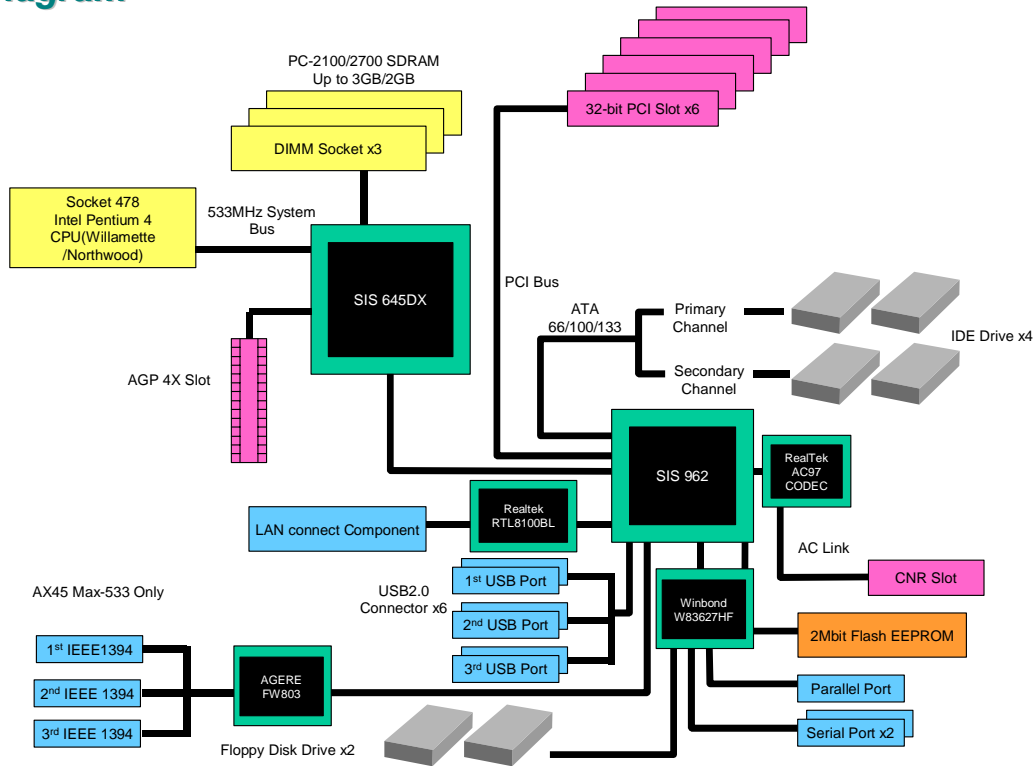 PC-2100/2700 SDRAM
Up to 3GB/2GB
DIMM Socket x3
32-bit PCI Slot x6
Socket 478
Intel Pentium 4
CPU(Willamette
/Northwood)
533MHz System
Bus
SIS 645DX
AGP 4X Slot
PCI Bus
ATA
66/100/133
Primary
Channel
Secondary
Channel
IDE Drive x4
SIS 962
RealTek
AC97
CODEC
Realtek
RTL8100BL
LAN connect Component
AC Link
CNR Slot
USB2.0
Connector x6
1st USB Port
2nd USB Port
3rd USB Port
Winbond
W83627HF
2Mbit Flash EEPROM
Parallel Port
Serial Port x2
AX45 Max-533 Only
1st IEEE1394
2nd IEEE 1394
3rd IEEE 1394
AGERE
FW803
Floppy Disk Drive x2